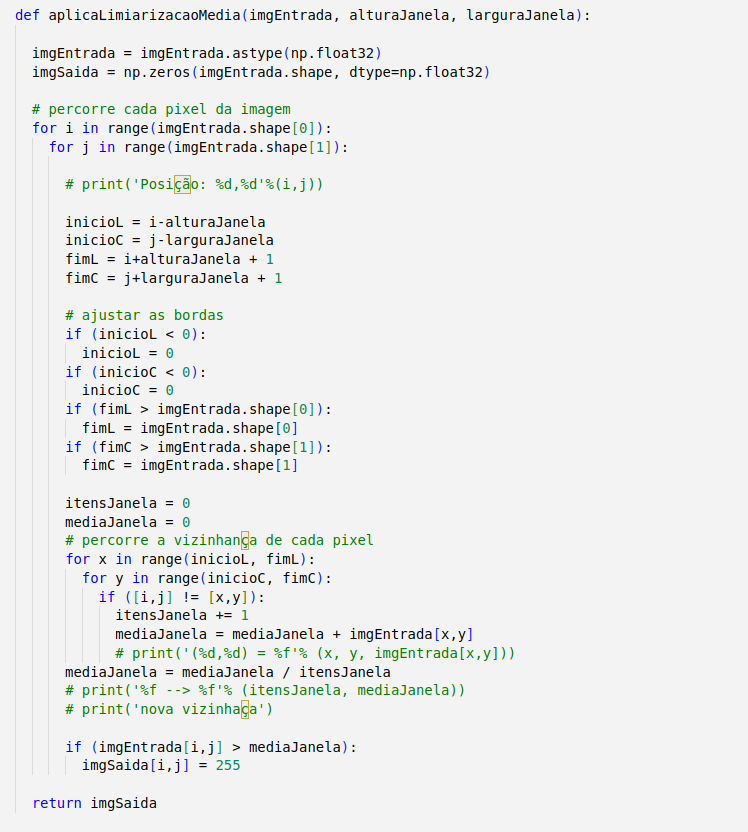 def aplicaLimiarizacaoMedia(imgEntrada, alturaJanela, larguraJanela):
imgEntrada = imgEntrada.astype(np.float32)
imgSaida = np.zeros(imgEntrada.shape, dtype=np.float32)
# percorre cada pixel da imagem
for i in range(imgEntrada.shape[0]):
for j in range(imgEntrada.shape[1]):
# print('Posição: %d,%d'%(i,j))
inicioL = i-alturaJanela
inicioC = j-larguraJanela
fimL = i+alturaJanela + 1
fimC = j+larguraJanela + 1
# ajustar as bordas
if (inicioL < 0):
inicioL = 0
if (inicioC < 0):
inicioC = 0
if (fimL > imgEntrada.shape[0]):
fimL = imgEntrada.shape[0]
if (fimC > imgEntrada.shape[1]):
fimC = imgEntrada.shape[1]
itensJanela = 0
mediaJanela = 0
# percorre a vizinhança de cada pixel
for x in range(inicioL, fimL):
for y in range(inicioC, fimC):
if ([i,j] != [x,y]):
itensJanela += 1
mediaJanela = mediaJanela + imgEntrada[x,y]
# print('(%d,%d) = %f'% (x, y, imgEntrada[x,y]))
mediaJanela = mediaJanela / itensJanela
# print('%f --> %f'% (itensJanela, mediaJanela))
# print('nova vizinhaça')
if (imgEntrada[i,j] > mediaJanela):
imgSaida[i,j] = 255
return imgSaida